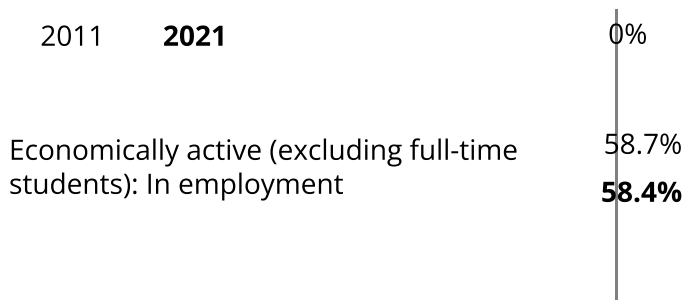 2011 2021 0%
Economically active (excluding full-time 58.7%
students): In employment 58.4%